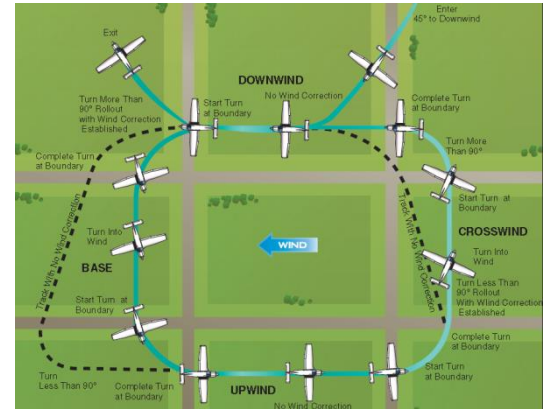 Enter
45° to Downwind
Exit
DOWNWIND
No Wind Correction
Start Turn
at Boundary
Complete Turn
at Boundary
Turn More Than
90° Rollout
with Wind Correction
Established
Turn More
Than 90°
Complete Turn
at Boundary
Start Turn at
Boundary
Track With No Wind Correction
Track With No Wind Correction
WIND
CROSSWIND
Turn Into
Wind
BASE
Turn Into
Wind
Turn Less Than
90° Rollout
With WIind Correction
Established
Start Turn at
Boundary
Complete Turn
at Boundary
Turn
Less Than 90°
Complete Turn
at Boundary
UPWIND
No Wind Correction
Start Turn
at Boundary